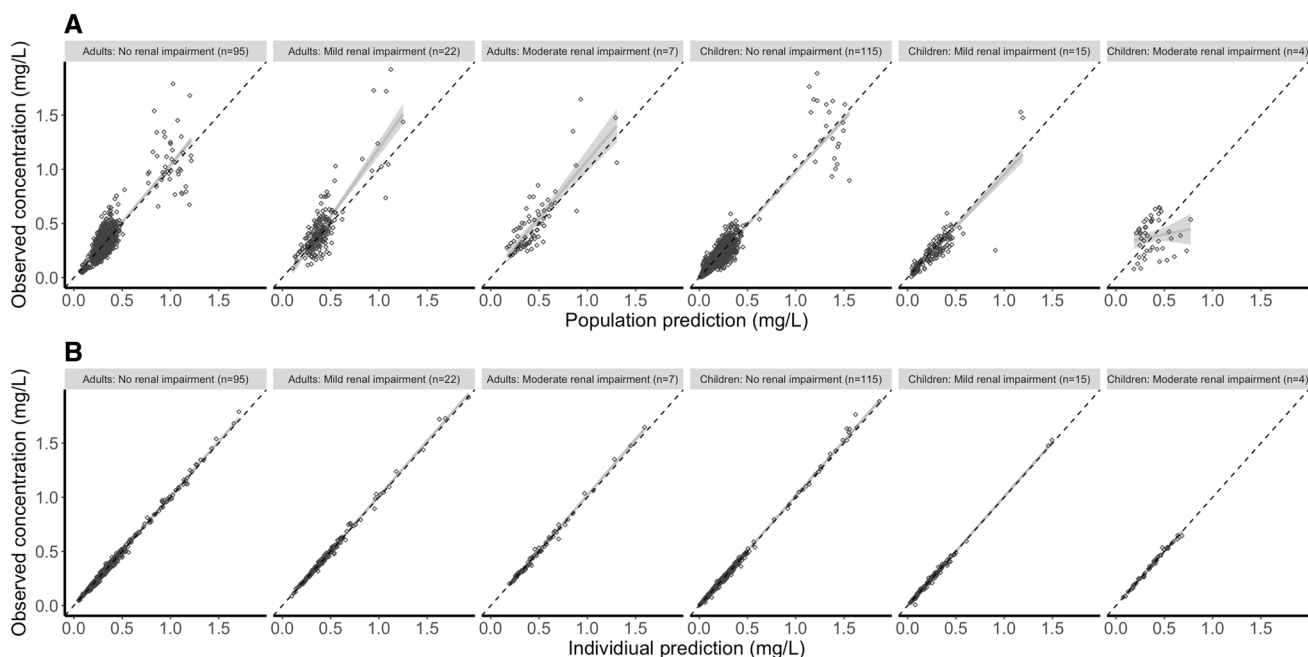 A
Adults: No renal impairment (n=95) Adults: Mild renal impairment (n=22) Adults: Moderate renal impairment (n=7) Children: No renal impairment (n=115) Children: Mild renal impairment (n=15) Children: Moderate renal impairment (n=4)
Observed concentration (mg/L)
1.5
1.0
0.5
0.0
0.0 0.5 1.0 1.5 0.0 0.5 1.0 1.5 0.0 0.5 1.0 1.5 0.0 0.5 1.0 1.5 0.0 0.5 1.0 1.5 0.0 0.5 1.0 1.5
Population prediction (mg/L)
B
Adults: No renal impairment (n=95) Adults: Mild renal impairment (n=22) Adults: Moderate renal impairment (n=7) Children: No renal impairment (n=115) Children: Mild renal impairment (n=15) Children: Moderate renal impairment (n=4)
Observed concentration (mg/L)
1.5
1.0
0.5
0.0
0.0 0.5 1.0 1.5 0.0 0.5 1.0 1.5 0.0 0.5 1.0 1.5 0.0 0.5 1.0 1.5 0.0 0.5 1.0 1.5 0.0 0.5 1.0 1.5
Individiual prediction (mg/L)